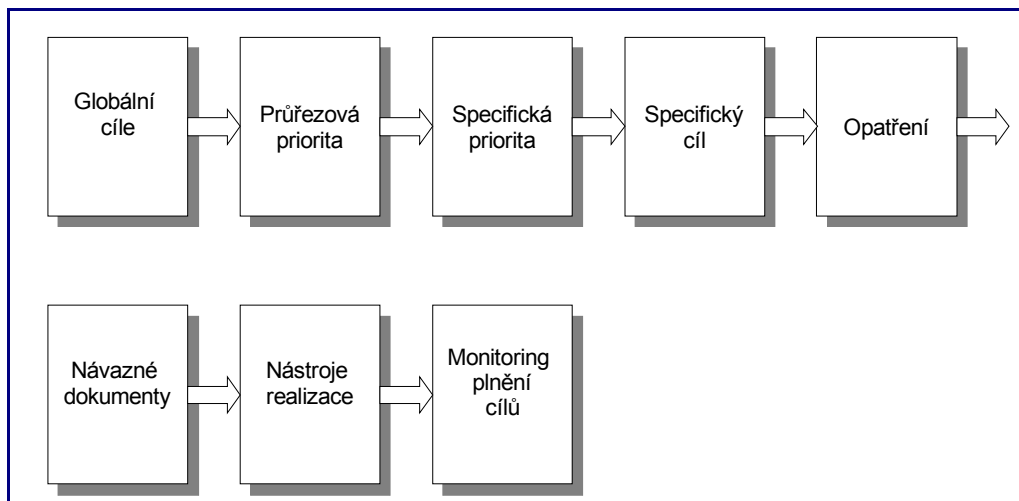 Globální
cíle
Průřezová
priorita
Specifická
priorita
Specifický
cíl
Opatření
Návazné
dokumenty
Nástroje
realizace
Monitoring
plnění
cílů